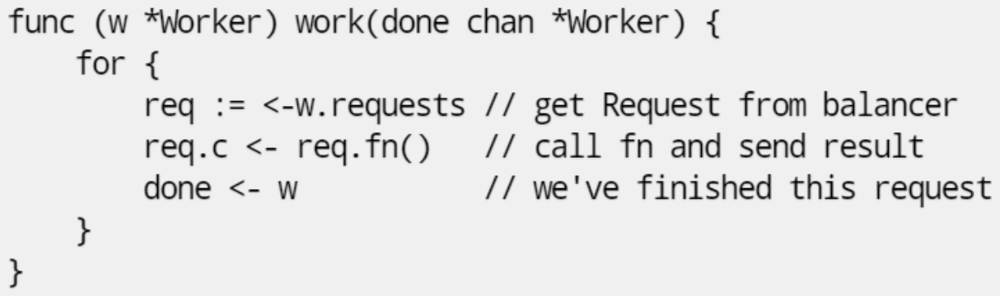 func (w *Worker) work(done chan *Worker) {
    for {
        req := <-w.requests // get Request from balancer
        req.c <- req.fn()   // call fn and send result
        done <- w           // we've finished this request
    }
}